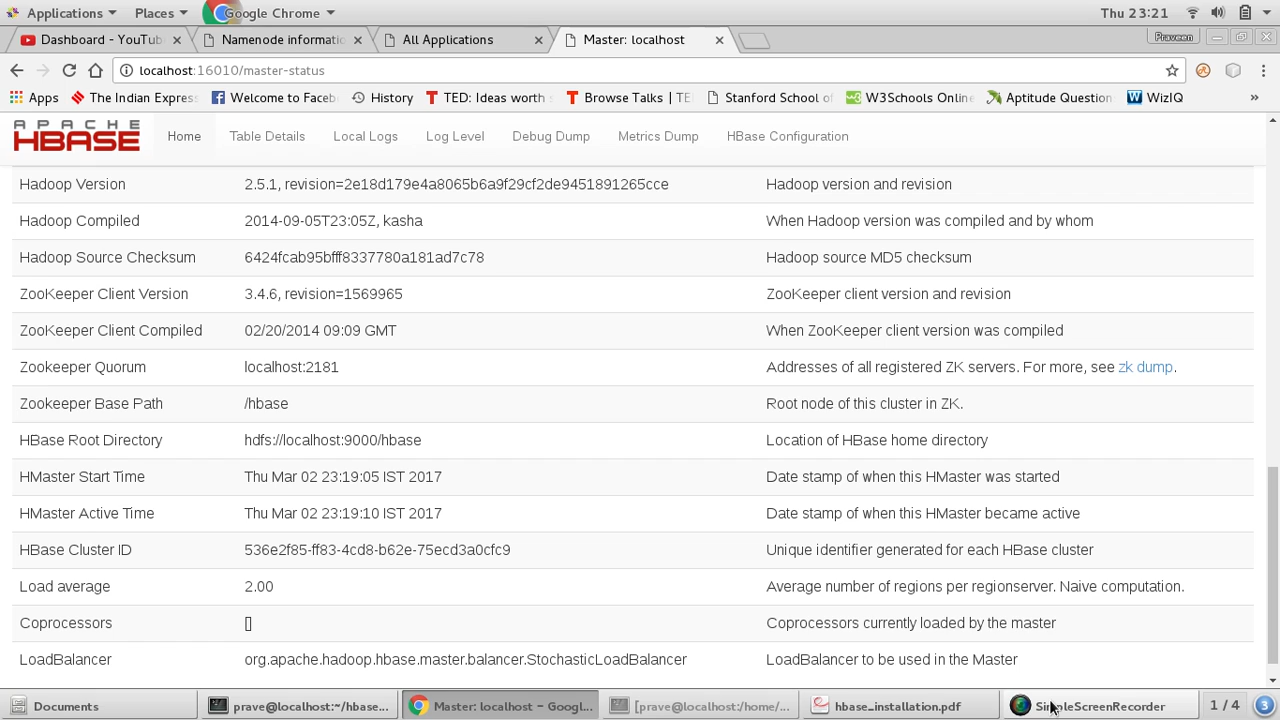 Applications Places Google Chrome Thu 23:21
Dashboard - YouTub Namenode informatio All Applications Master: localhost Praveen
localhost:16010/master-status
Apps The Indian Expres Welcome to Faceb History TED: Ideas worth s Browse Talks | TE Stanford School of W3Schools Onlin Aptitude Question WizIQ »
APACHE
HBASE Home Table Details Local Logs Log Level Debug Dump Metrics Dump HBase Configuration
Hadoop Version 2.5.1, revision=2e18d179e4a8065b6a9f29cf2de9451891265cce Hadoop version and revision
Hadoop Compiled 2014-09-05T23:05Z, kasha When Hadoop version was compiled and by whom
Hadoop Source Checksum 6424fcab95bfff8337780a181ad7c78 Hadoop source MD5 checksum
ZooKeeper Client Version 3.4.6, revision=1569965 ZooKeeper client version and revision
ZooKeeper Client Compiled 02/20/2014 09:09 GMT When ZooKeeper client version was compiled
Zookeeper Quorum localhost:2181 Addresses of all registered ZK servers. For more, see zk dump.
Zookeeper Base Path /hbase Root node of this cluster in ZK.
HBase Root Directory hdfs://localhost:9000/hbase Location of HBase home directory
HMaster Start Time Thu Mar 02 23:19:05 IST 2017 Date stamp of when this HMaster was started
HMaster Active Time Thu Mar 02 23:19:10 IST 2017 Date stamp of when this HMaster became active
HBase Cluster ID 536e2f85-ff83-4cd8-b62e-75ecd3a0cfc9 Unique identifier generated for each HBase cluster
Load average 2.00 Average number of regions per regionserver. Naive computation.
Coprocessors [] Coprocessors currently loaded by the master
LoadBalancer org.apache.hadoop.hbase.master.balancer.StochasticLoadBalancer LoadBalancer to be used in the Master
Documents prave@localhost:~/hbase... Master: localhost – Googl... [prave@localhost:/home/... hbase_installation.pdf SimpleScreenRecorder 1 / 4 3